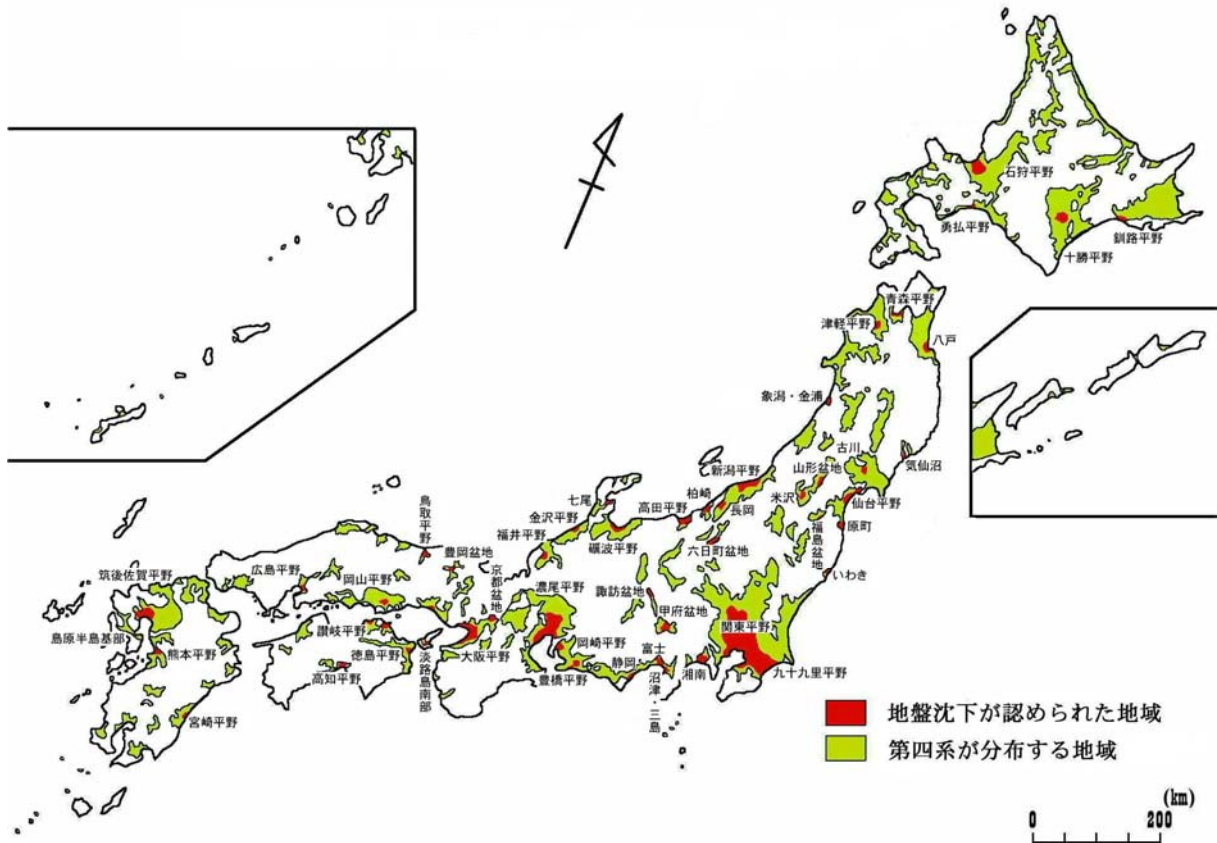 石狩平野
勇払平野
釧路平野
十勝平野
青森平野
津軽平野
八戸
象潟・金浦
古川
気仙沼
新潟平野
山形盆地
柏崎
米沢
仙台平野
七尾
高田平野
長岡
原町
金沢平野
福島盆地
鳥取平野
福井平野
礪波平野
六日町盆地
豊岡盆地
京都盆地
いわき
筑後佐賀平野
広島平野
岡山平野
濃尾平野
諏訪盆地
甲府盆地
関東平野
島原半島基部
讃岐平野
岡崎平野
富士
熊本平野
徳島平野
淡路島南部
大阪平野
静岡
湘南
九十九里平野
高知平野
豊橋平野
沼津・三島
宮崎平野
地盤沈下が認められた地域
第四系が分布する地域
(km)
0 200